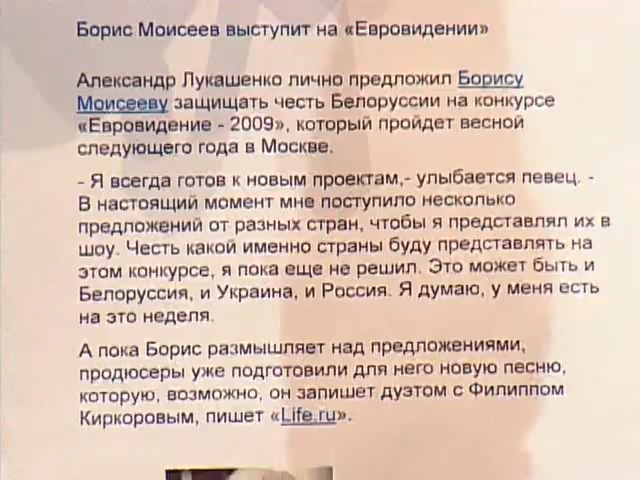 Борис Моисеев выступит на «Евровидении»
Александр Лукашенко лично предложил Борису
Моисееву защищать честь Белоруссии на конкурсе
«Евровидение - 2009», который пройдет весной
следующего года в Москве.
- Я всегда готов к новым проектам,- улыбается певец. -
В настоящий момент мне поступило несколько
предложений от разных стран, чтобы я представлял их в
шоу. Честь какой именно страны буду представлять на
этом конкурсе, я пока еще не решил. Это может быть и
Белоруссия, и Украина, и Россия. Я думаю, у меня есть
на это неделя.
А пока Борис размышляет над предложениями,
продюсеры уже подготовили для него новую песню,
которую, возможно, он запишет дуэтом с Филиппом
Киркоровым, пишет «Life.ru».